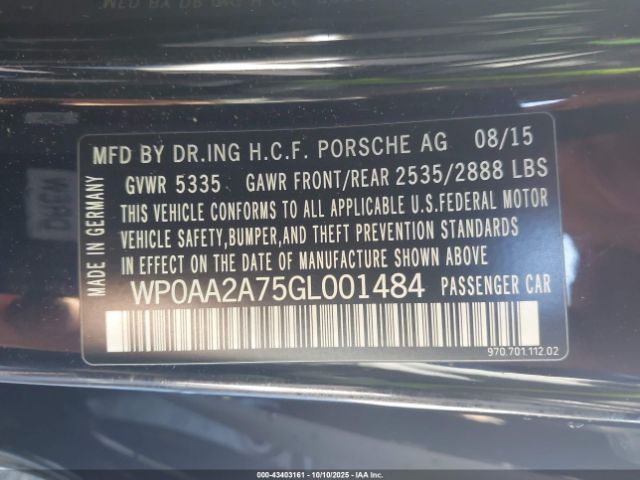 MFD BY DR.ING H.C.F. PORSCHE AG 08/15
GVWR 5335 GAWR FRONT/REAR 2535/2888 LBS
THIS VEHICLE CONFORMS TO ALL APPLICABLE U.S.FEDERAL MOTOR
VEHICLE SAFETY,BUMPER,AND THEFT PREVENTION STANDARDS
IN EFFECT ON THE DATE OF MANUFACTURE SHOWN ABOVE
WP0AA2A75GL001484 PASSENGER CAR
MADE IN GERMANY
970.701.112.02
000-43403161 - 10/10/2025 - IAAI.COM